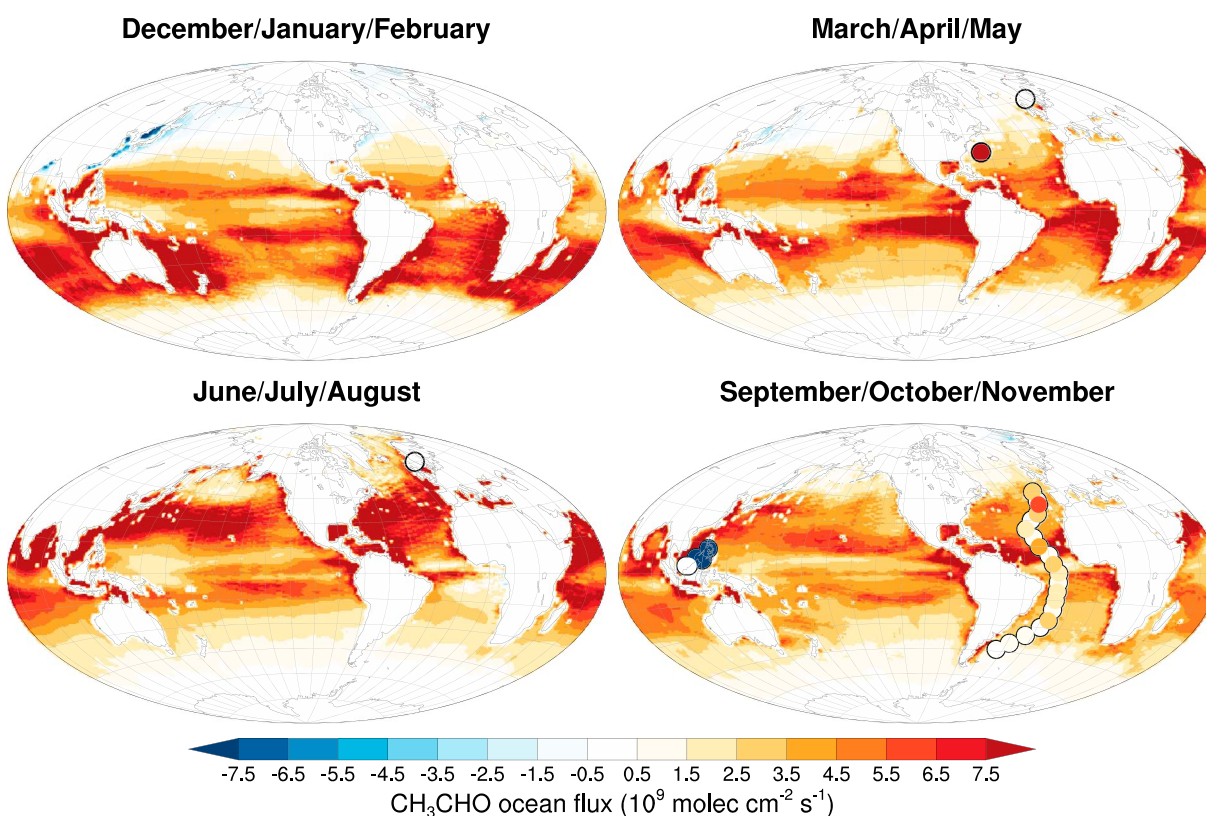 December/January/February
March/April/May
June/July/August
September/October/November
-7.5 -6.5 -5.5 -4.5 -3.5 -2.5 -1.5 -0.5 0.5 1.5 2.5 3.5 4.5 5.5 6.5 7.5
CH₃CHO ocean flux (10⁹ molec cm⁻² s⁻¹)